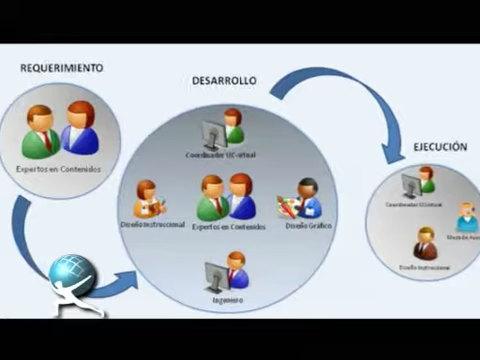 REQUERIMIENTO
Expertos en Contenidos
DESARROLLO
Coordinador UCvirtual
Diseño Instruccional
Expertos en Contenidos
Diseño Gráfico
Ingeniero
EJECUCIÓN
Coordinador UCvirtual
Diseño Instruccional